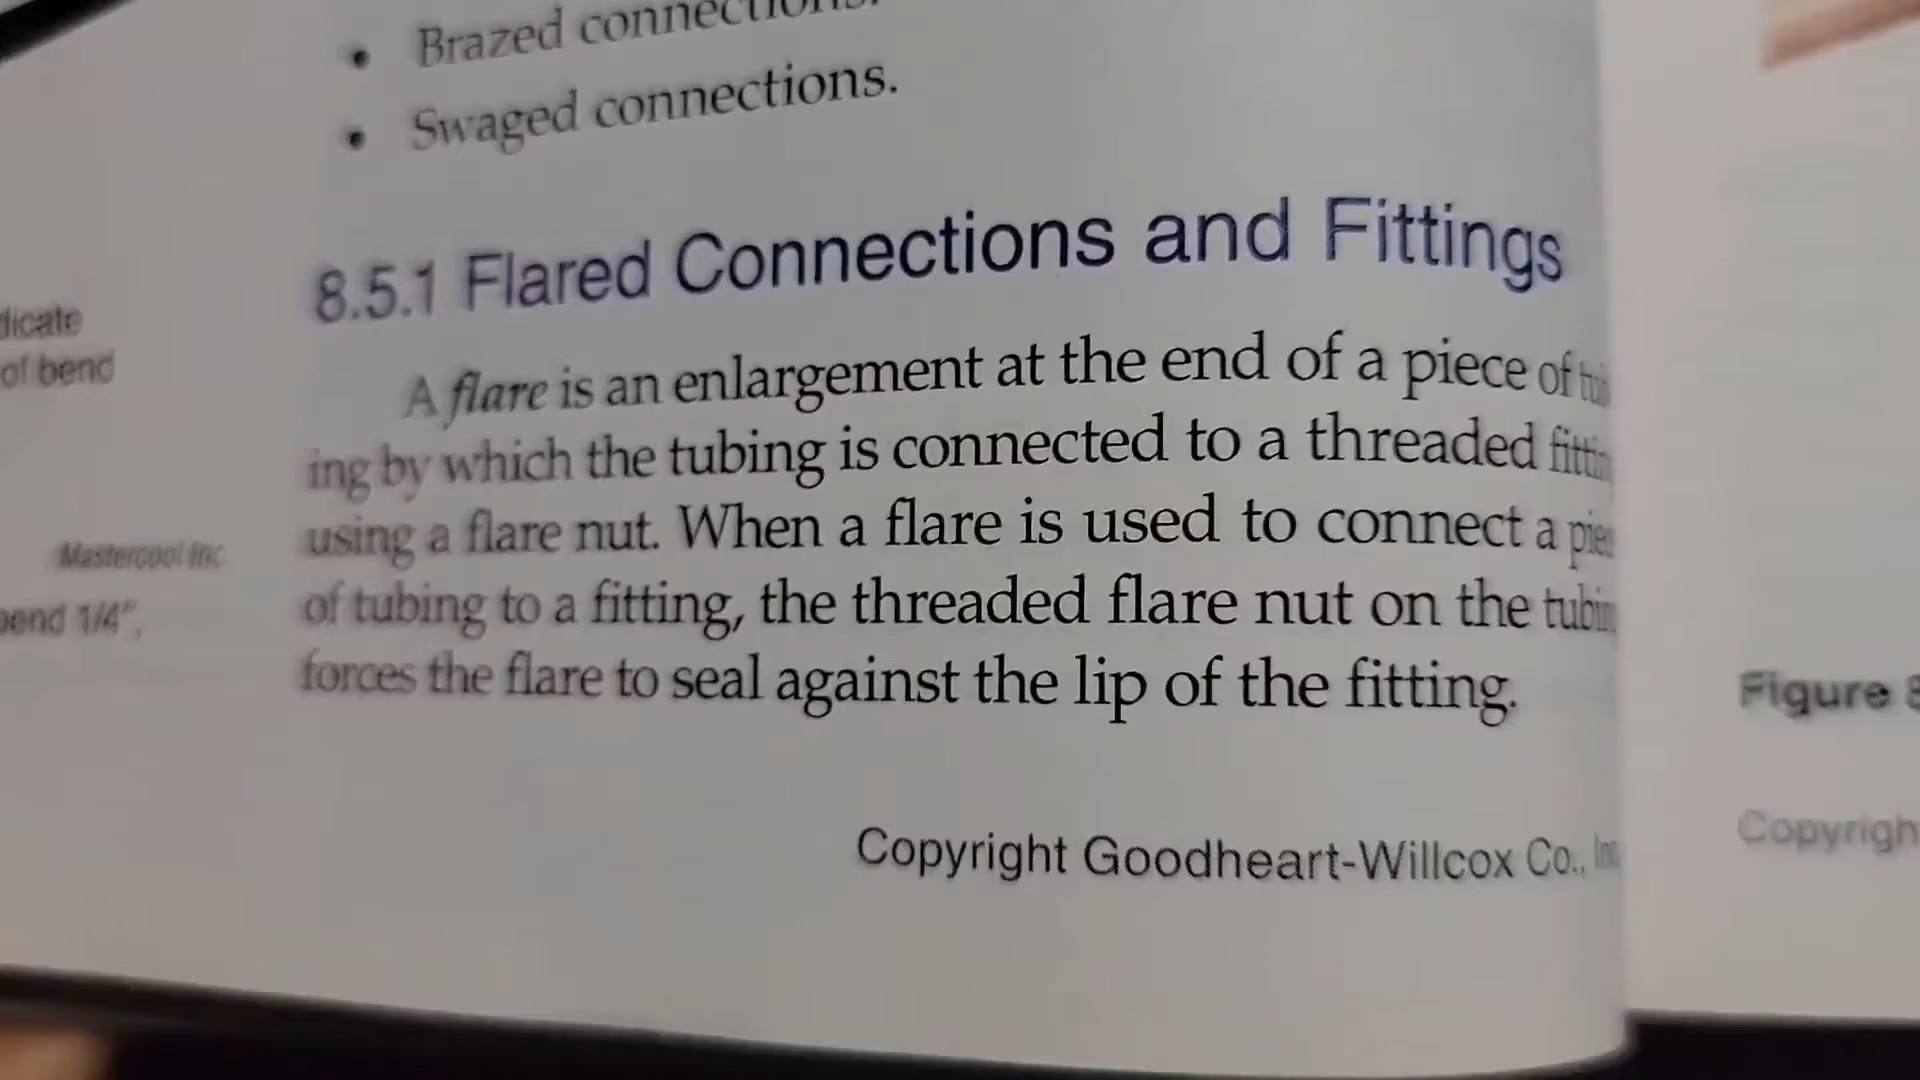 • Brazed connections.
• Swaged connections.
8.5.1 Flared Connections and Fittings
A flare is an enlargement at the end of a piece of
ing by which the tubing is connected to a threaded
using a flare nut. When a flare is used to connect a
of tubing to a fitting, the threaded flare nut on the
forces the flare to seal against the lip of the fitting.
Copyright Goodheart-Willcox Co.,
of bend
Mastercool Inc.
1/4",
Figure